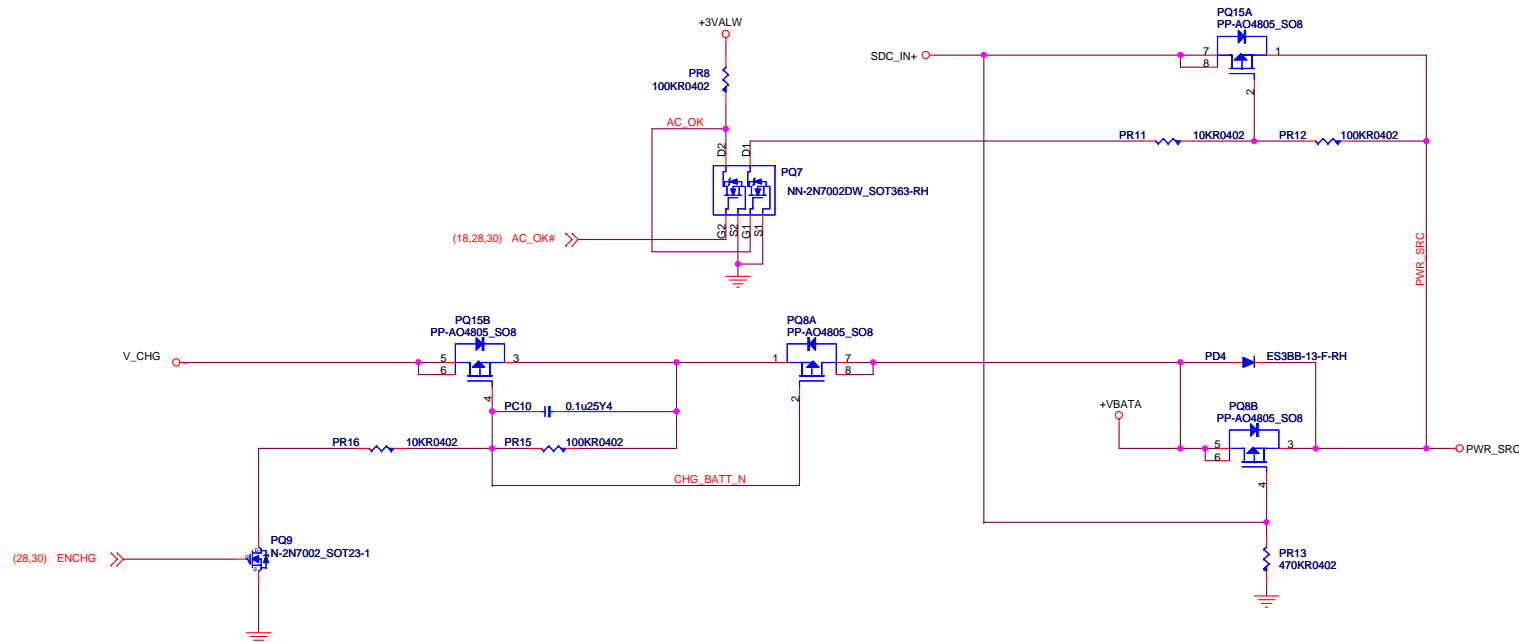 PQ15A
PP-AO4805_SO8
+3VALW
SDC_IN+
7
8
1
2
PR8
100KR0402
AC_OK
PR11
10KR0402
PR12
100KR0402
D2
D1
PQ7
NN-2N7002DW_SOT363-RH
G2
S2
G1
S1
(18,28,30) AC_OK#
PWR_SRC
PQ15B
PP-AO4805_SO8
PQ8A
PP-AO4805_SO8
V_CHG
5
6
3
4
1
7
8
2
PD4
ES3BB-13-F-RH
PC10
0.1u25Y4
+VBATA
PQ8B
PP-AO4805_SO8
PR16
10KR0402
PR15
100KR0402
5
6
3
4
PWR_SRC
CHG_BATT_N
PQ9
N-2N7002_SOT23-1
(28,30) ENCHG
PR13
470KR0402